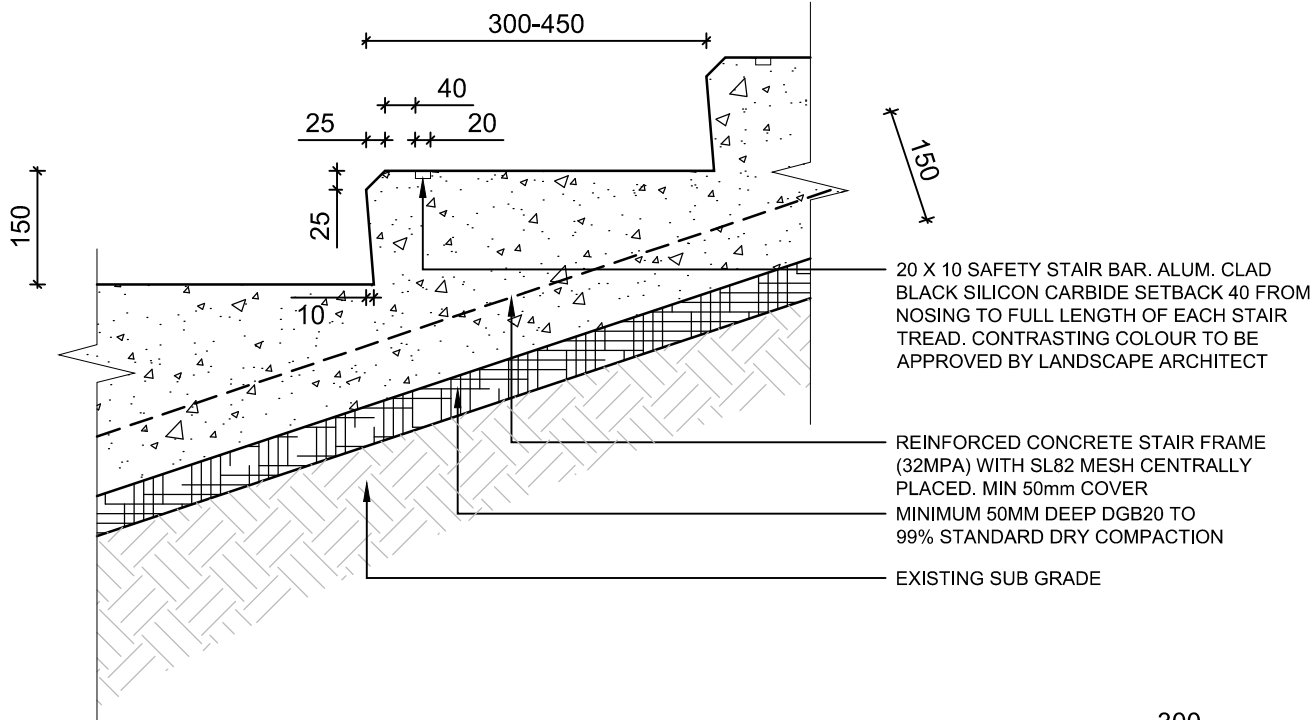 300-450
40
25
20
150
25
10
150
20 X 10 SAFETY STAIR BAR. ALUM. CLAD
BLACK SILICON CARBIDE SETBACK 40 FROM
NOSING TO FULL LENGTH OF EACH STAIR
TREAD. CONTRASTING COLOUR TO BE
APPROVED BY LANDSCAPE ARCHITECT
REINFORCED CONCRETE STAIR FRAME
(32MPA) WITH SL82 MESH CENTRALLY
PLACED. MIN 50mm COVER
MINIMUM 50MM DEEP DGB20 TO
99% STANDARD DRY COMPACTION
EXISTING SUB GRADE
300